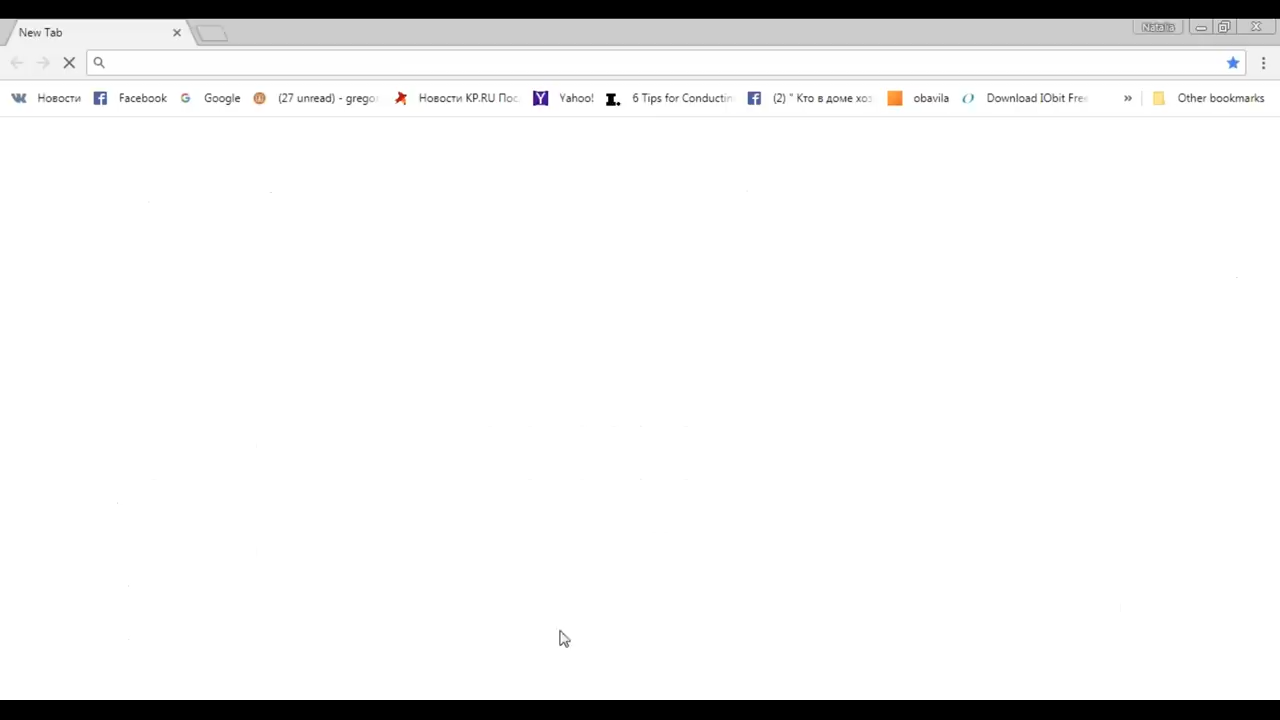 New Tab
Natalia
Новости Facebook Google (27 unread) - grego Новости KP.RU Пос. Yahoo! 6 Tips for Conductin (2) " Кто в доме хоз obavila Download IObit Free » Other bookmarks